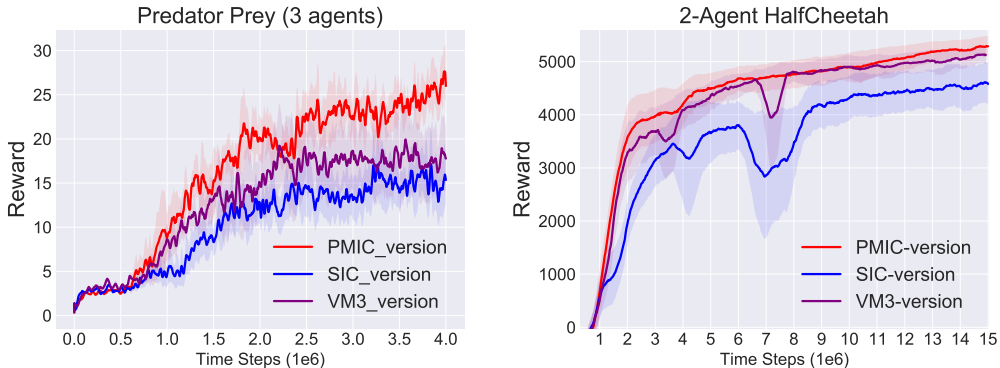 Predator Prey (3 agents)
30
25
20
15
10
5
0
Reward
PMIC_version
SIC_version
VM3_version
0.0 0.5 1.0 1.5 2.0 2.5 3.0 3.5 4.0
Time Steps (1e6)
2-Agent HalfCheetah
5000
4000
3000
2000
1000
0
Reward
PMIC-version
SIC-version
VM3-version
1 2 3 4 5 6 7 8 9 10 11 12 13 14 15
Time Steps (1e6)